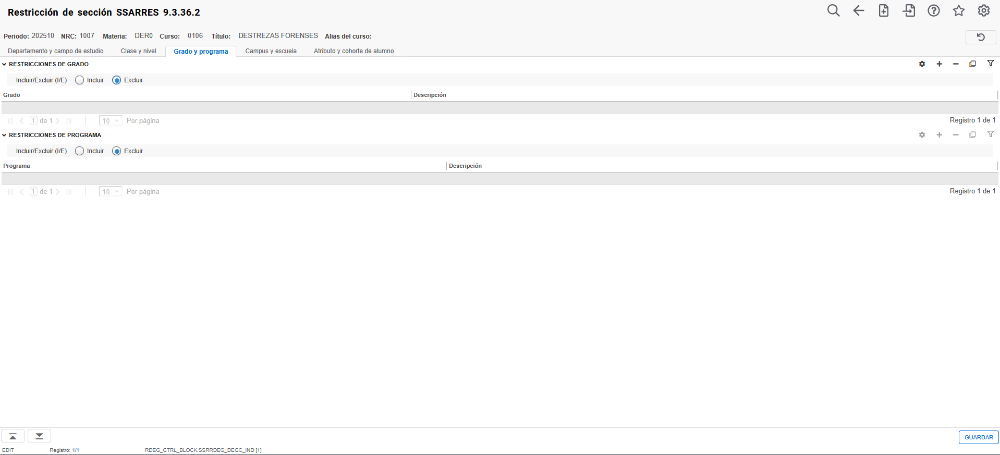 Restricción de sección SSARRES 9.3.36.2
Periodo: 202510 NRC: 1007 Materia: DER0 Curso: 0106 Título: DESTREZAS FORENSES Alias del curso:
Departamento y campo de estudio Clase y nivel Grado y programa Campus y escuela Atributo y cohorte de alumno
RESTRICCIONES DE GRADO
Incluir/Excluir (I/E) Incluir Excluir
Grado Descripción
1 de 1 10 Por página Registro 1 de 1
RESTRICCIONES DE PROGRAMA
Incluir/Excluir (I/E) Incluir Excluir
Programa Descripción
1 de 1 10 Por página Registro 1 de 1
GUARDAR
EDIT Registro: 1/1 RDEG_CTRL_BLOCK.SSRRDEG_DEGC_IND [1]